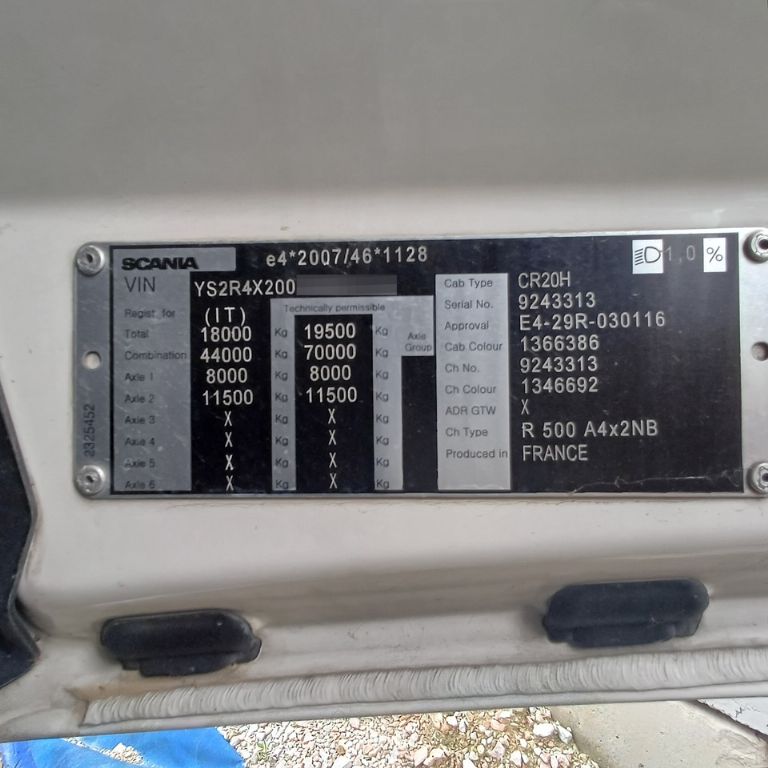 SCANIA e4*2007/46*1128 1,0 %
VIN YS2R4X200
Technically permissible
Regist. for (IT)
Total 18000 Kg 19500 Kg Axle Group
Combination 44000 Kg 70000 Kg
Axle 1 8000 Kg 8000 Kg
Axle 2 11500 Kg 11500 Kg
Axle 3 X Kg X Kg
Axle 4 X Kg X Kg
Axle 5 X Kg X Kg
Axle 6 X Kg X Kg
2325452
Cab Type CR20H
Serial No. 9243313
Approval E4-29R-030116
Cab Colour 1366386
Ch No. 9243313
Ch Colour 1346692
ADR GTW X
Ch Type R 500 A4x2NB
Produced in FRANCE